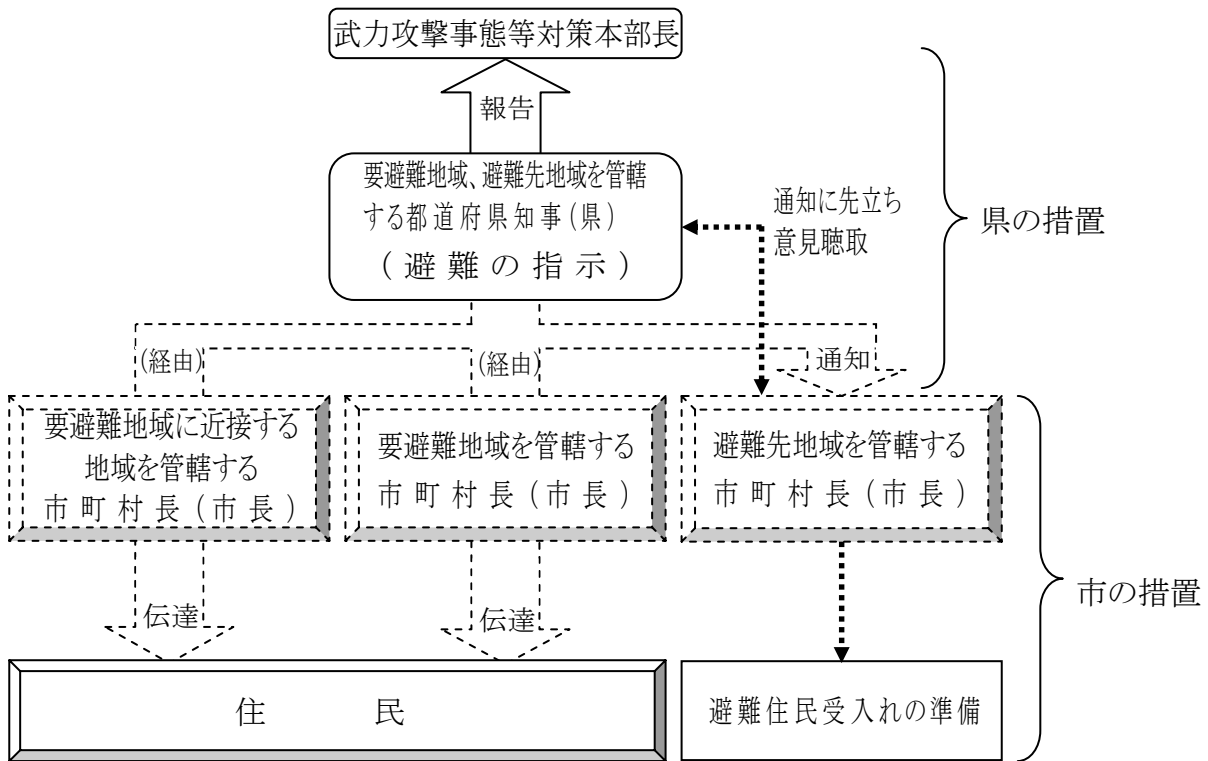 武力攻撃事態等対策本部長
報告
要避難地域、避難先地域を管轄
する都道府県知事(県)
(避難の指示)
通知に先立ち
意見聴取
県の措置
(経由)
(経由)
通知
要避難地域に近接する
地域を管轄する
市町村長(市長)
要避難地域を管轄する
市町村長(市長)
避難先地域を管轄する
市町村長(市長)
市の措置
伝達
伝達
住 民
避難住民受入れの準備